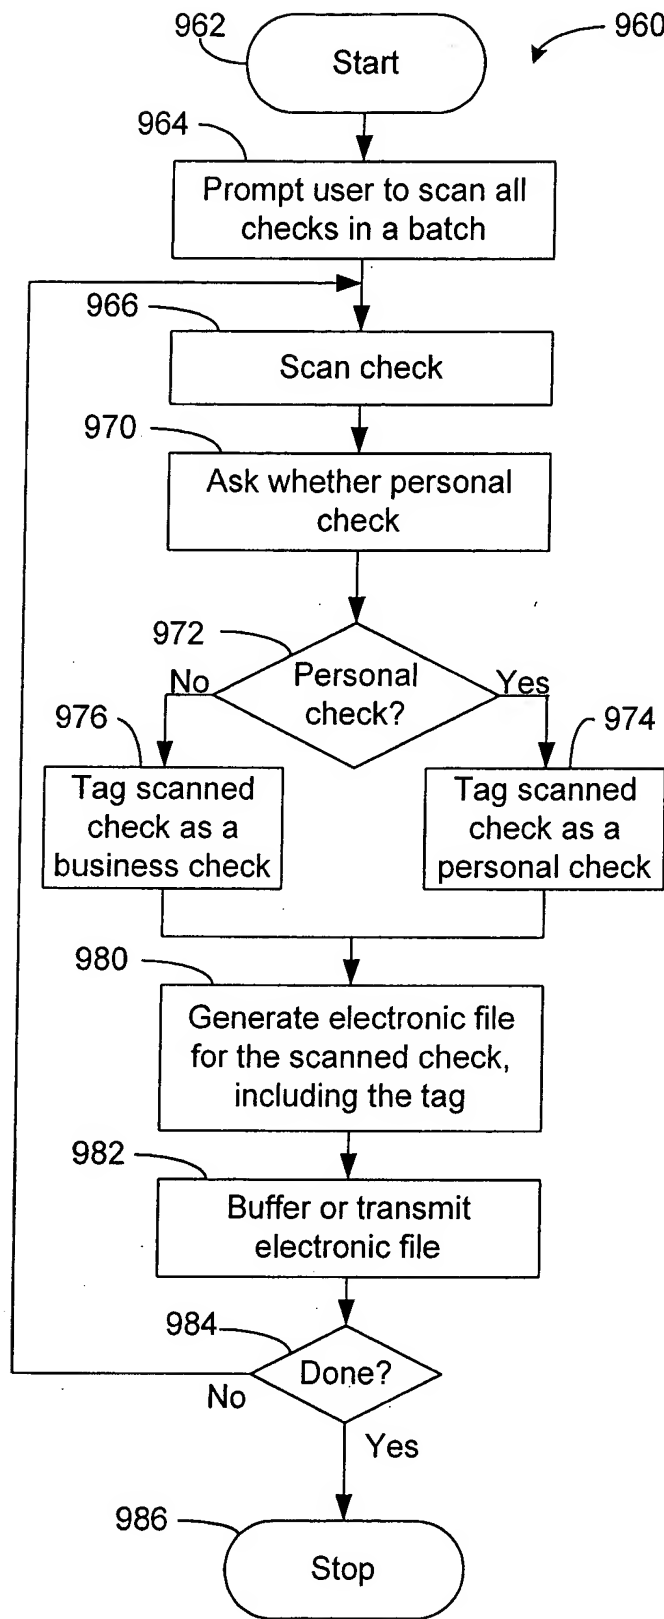 962
Start
960
964
Prompt user to scan all
checks in a batch
966
Scan check
970
Ask whether personal
check
972
Personal
check?
No
Yes
976
Tag scanned
check as a
business check
974
Tag scanned
check as a
personal check
980
Generate electronic file
for the scanned check,
including the tag
982
Buffer or transmit
electronic file
984
Done?
No
Yes
986
Stop